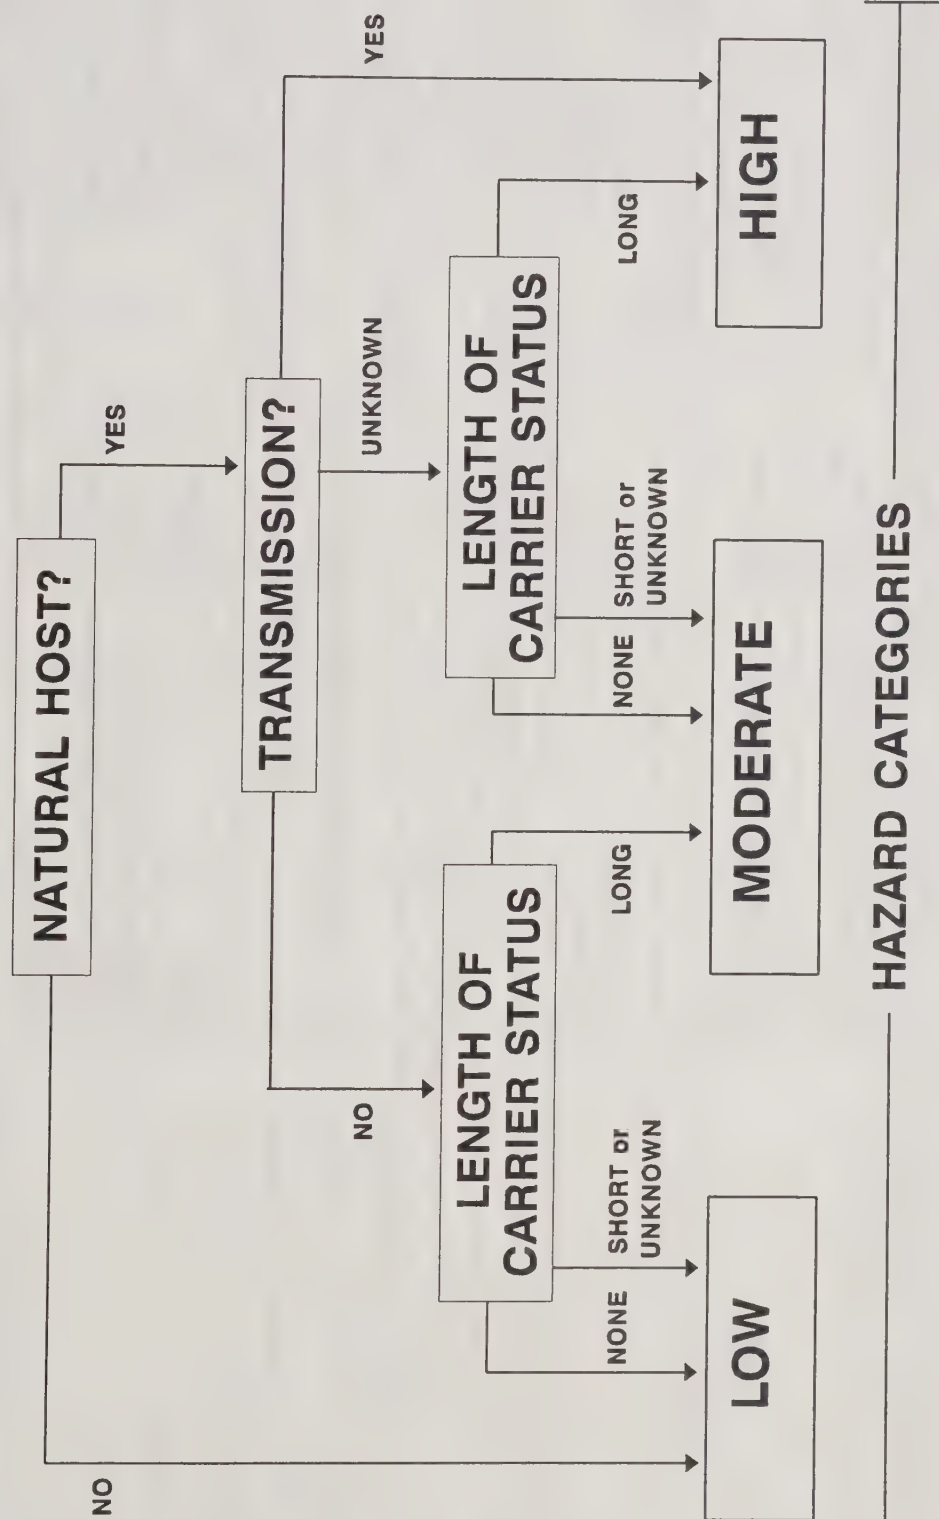 NATURAL HOST?
NO
YES
TRANSMISSION?
NO
UNKNOWN
YES
LENGTH OF
CARRIER STATUS
LENGTH OF
CARRIER STATUS
NONE
SHORT or
UNKNOWN
LONG
NONE
SHORT or
UNKNOWN
LONG
LOW
MODERATE
HIGH
HAZARD CATEGORIES